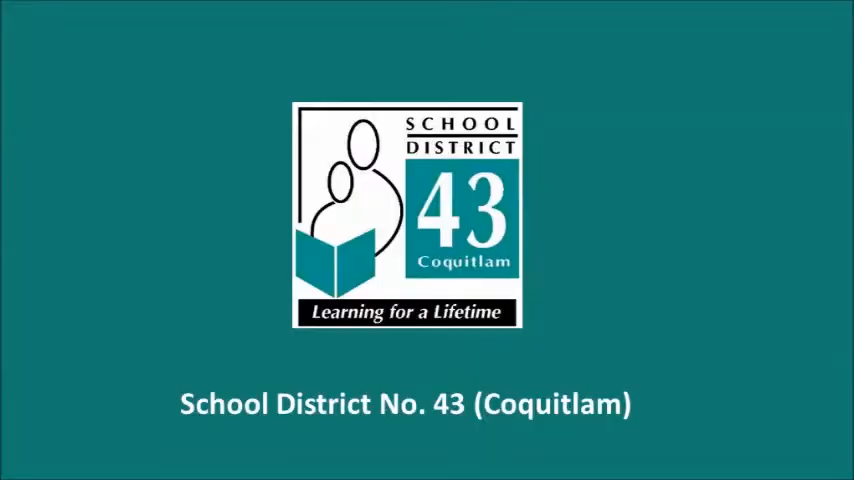 SCHOOL
DISTRICT
43
Coquitlam
Learning for a Lifetime
School District No. 43 (Coquitlam)